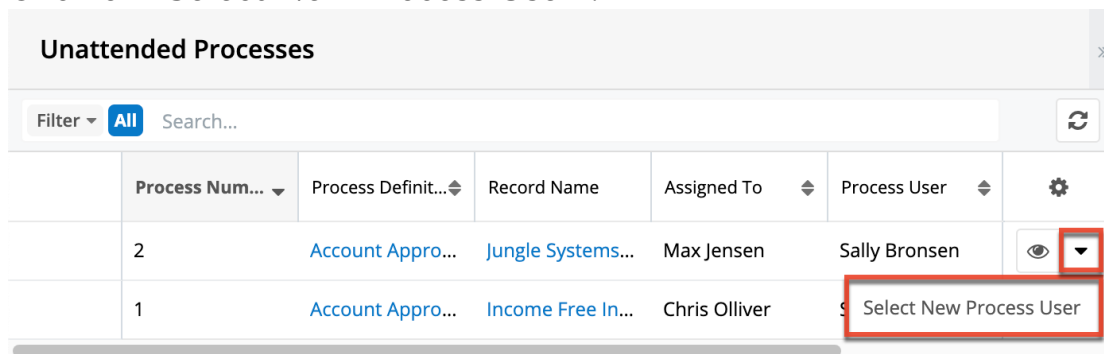 Unattended Processes
Filter All Search...
Process Num... Process Definit... Record Name Assigned To Process User
2 Account Appro... Jungle Systems... Max Jensen Sally Bronsen
1 Account Appro... Income Free In... Chris Olliver
Select New Process User